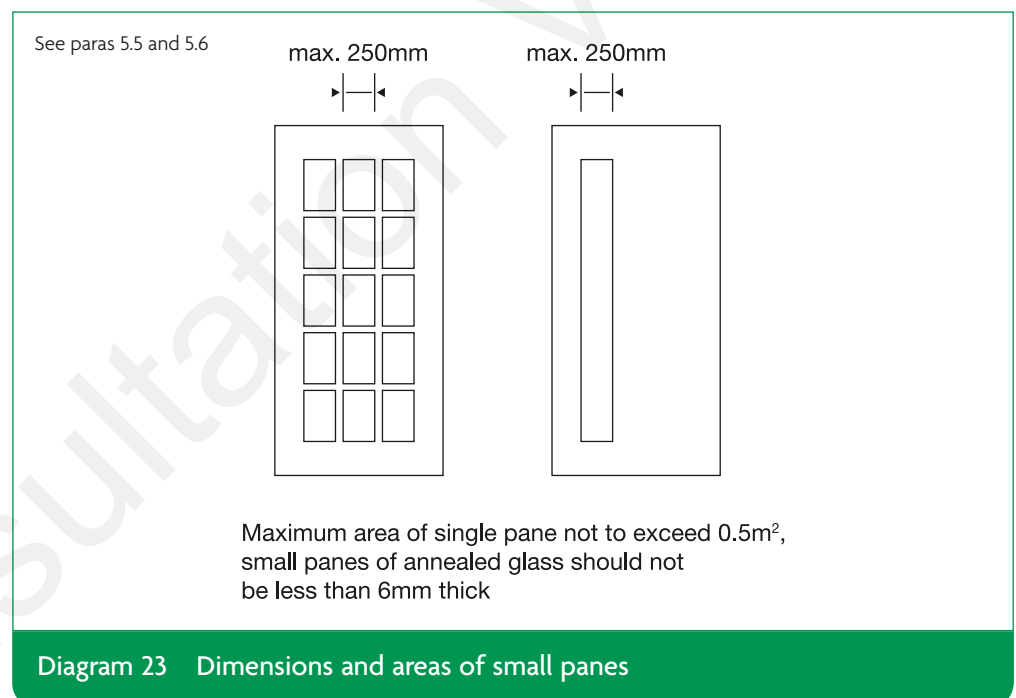 See paras 5.5 and 5.6
max. 250mm
max. 250mm
Maximum area of single pane not to exceed 0.5m²,
small panes of annealed glass should not
be less than 6mm thick
Diagram 23 Dimensions and areas of small panes
sultation v